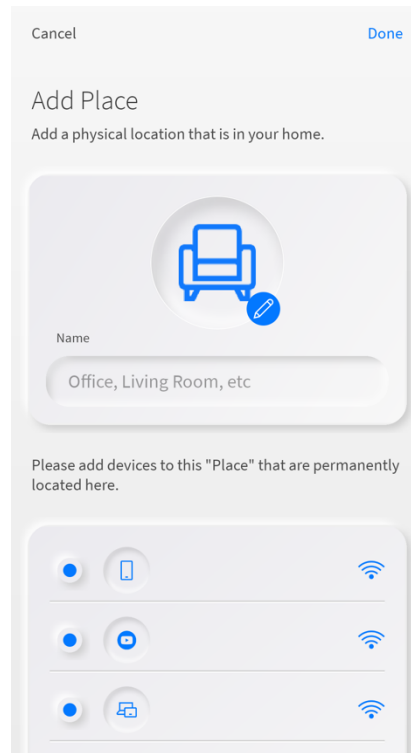 Cancel
Done
Add Place
Add a physical location that is in your home.
Name
Office, Living Room, etc
Please add devices to this "Place" that are permanently
located here.